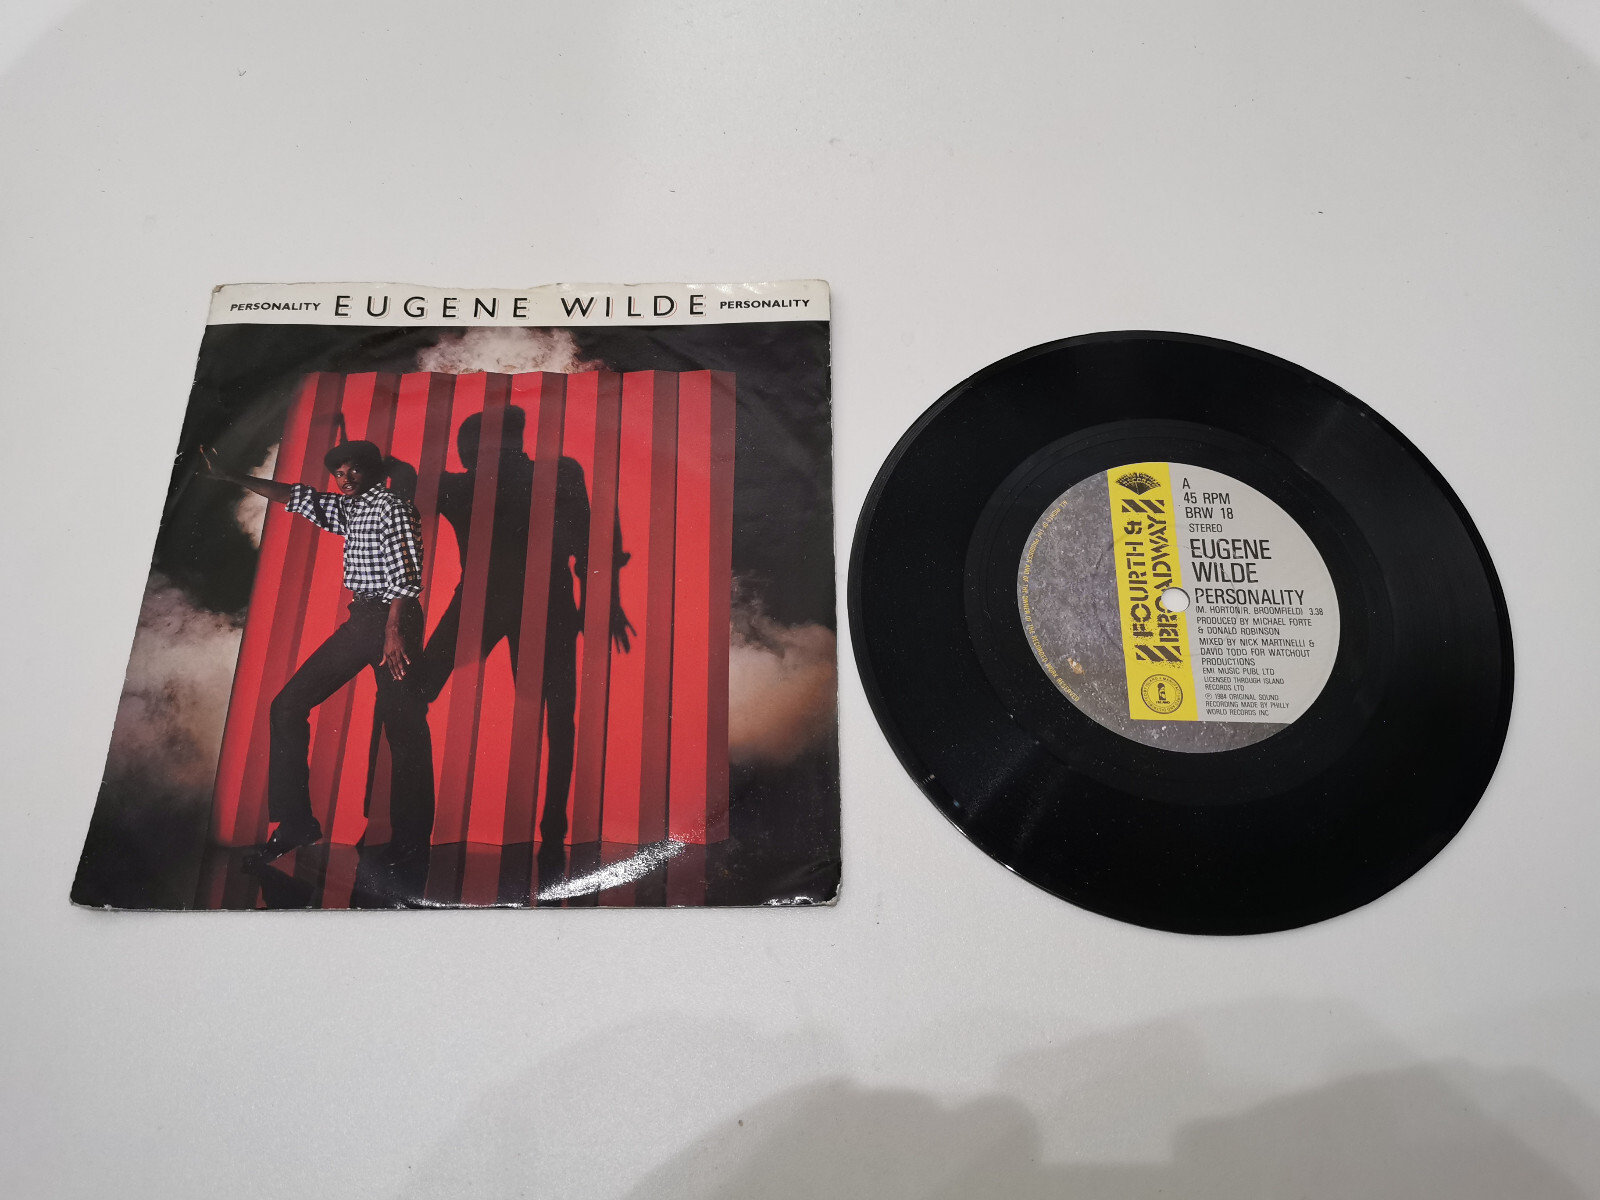 PERSONALITY EUGENE WILDE PERSONALITY
FOURTH &
BROADWAY
A
45 RPM
BRW 18
STEREO
EUGENE
WILDE
PERSONALITY
(M. HORTON/R. BROOMFIELD) 3.38
PRODUCED BY MICHAEL FORTE
& DONALD ROBINSON
MIXED BY NICK MARTINELLI &
DAVID TODD FOR WATCHOUT
PRODUCTIONS
EMI MUSIC PUBL LTD
LICENSED THROUGH ISLAND
RECORDS LTD
℗ 1984 ORIGINAL SOUND
RECORDING MADE BY PHILLY
WORLD RECORDS INC